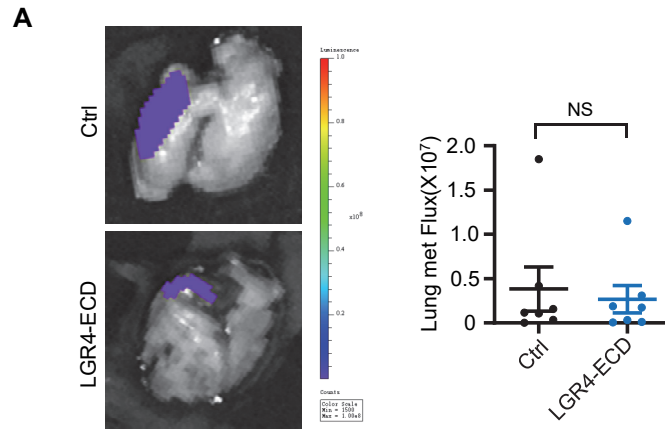 A
Ctrl
LGR4-ECD
Luminescence
1.0
0.8
0.6
x10⁸
0.4
0.2
Counts
Color Scale
Min = 1500
Max = 1.00e8
NS
Lung met Flux(X10⁷)
2.0
1.5
1.0
0.5
0
Ctrl
LGR4-ECD